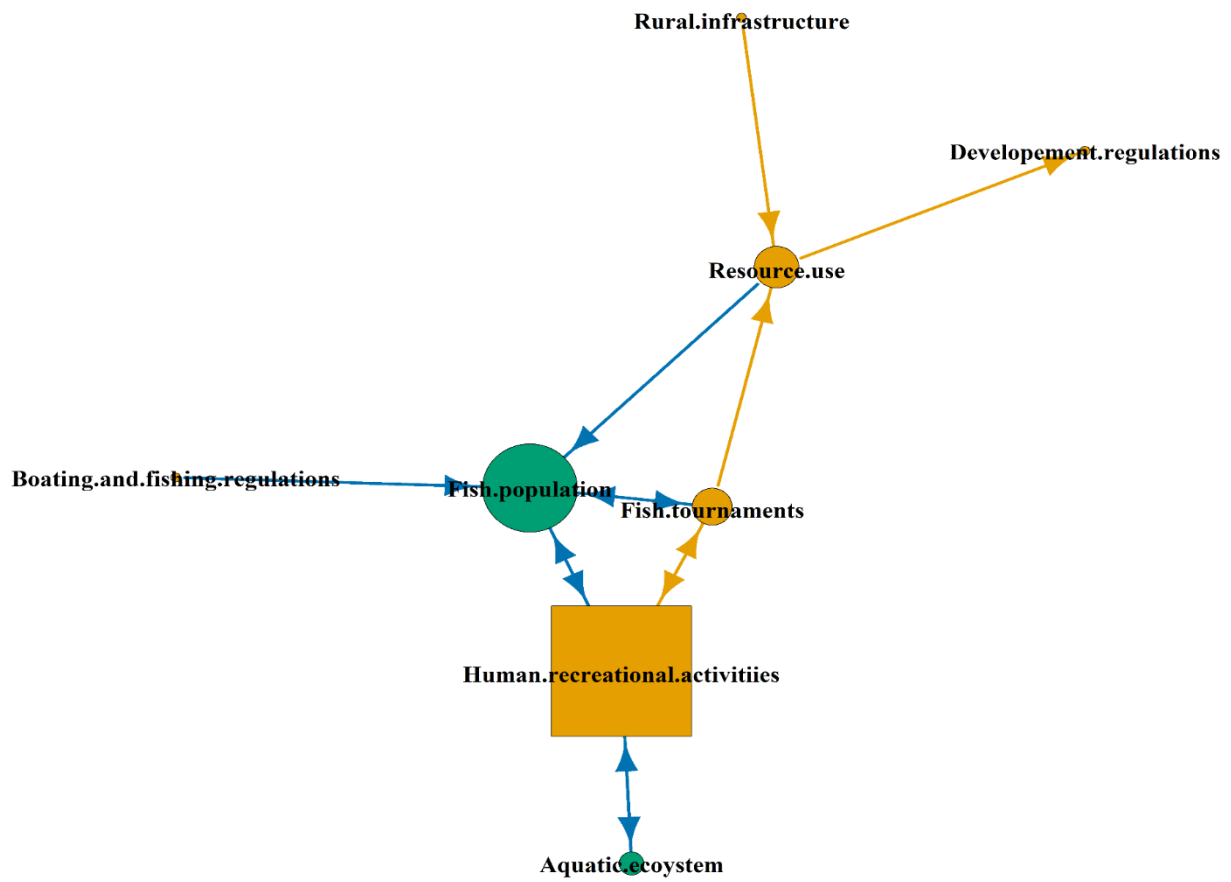 Rural.infrastructure
Developement.regulations
Resource.use
Boating.and.fishing.regulations
Fish.population
Fish.tournaments
Human.recreational.activitiies
Aquatic.ecoystem